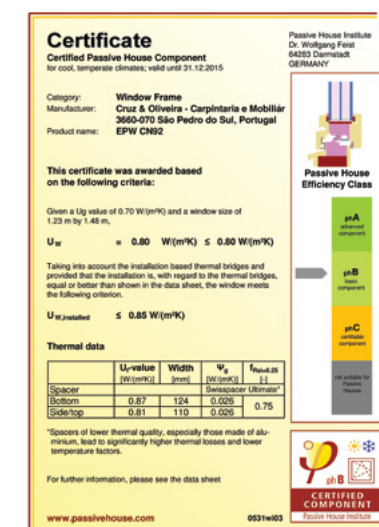 Certificate
Certified Passive House Component
for cool, temperate climates; valid until 31.12.2015
Passive House Institute
Dr. Wolfgang Feist
64283 Darmstadt
GERMANY
Category: Window Frame
Manufacturer: Cruz & Oliveira - Carpintaria e Mobiliár
3660-070 São Pedro do Sul, Portugal
Product name: EPW CN92
This certificate was awarded based
on the following criteria:
Given a Ug value of 0.70 W/(m²K) and a window size of
1.23 m by 1.48 m,
U W = 0.80 W/(m²K) ≤ 0.80 W/(m²K)
Taking into account the installation based thermal bridges and
provided that the installation is, with regard to the thermal bridges,
equal or better than shown in the data sheet, the window meets
the following criterion.
U W,installed ≤ 0.85 W/(m²K)
Thermal data
Uf-value Width Ψg fRsi=0.25
[W/(m²K)] [mm] [W/(mK)] [-]
Spacer Swisspacer Ultimate*
Bottom 0.87 124 0.026 0.75
Side/top 0.81 110 0.026
*Spacers of lower thermal quality, especially those made of alu-
minium, lead to significantly higher thermal losses and lower
temperature factors.
For further information, please see the data sheet
www.passivehouse.com 0531wi03
Passive House
Efficiency Class
phA
advanced
component
phB
basic
component
phC
certifiable
component
not suitable for
Passive
Houses
ph B
CERTIFIED
COMPONENT
Passive House Institute